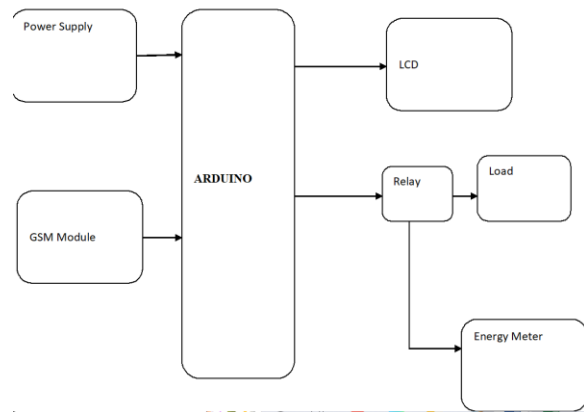 Power Supply
LCD
ARDUINO
Relay
Load
GSM Module
Energy Meter